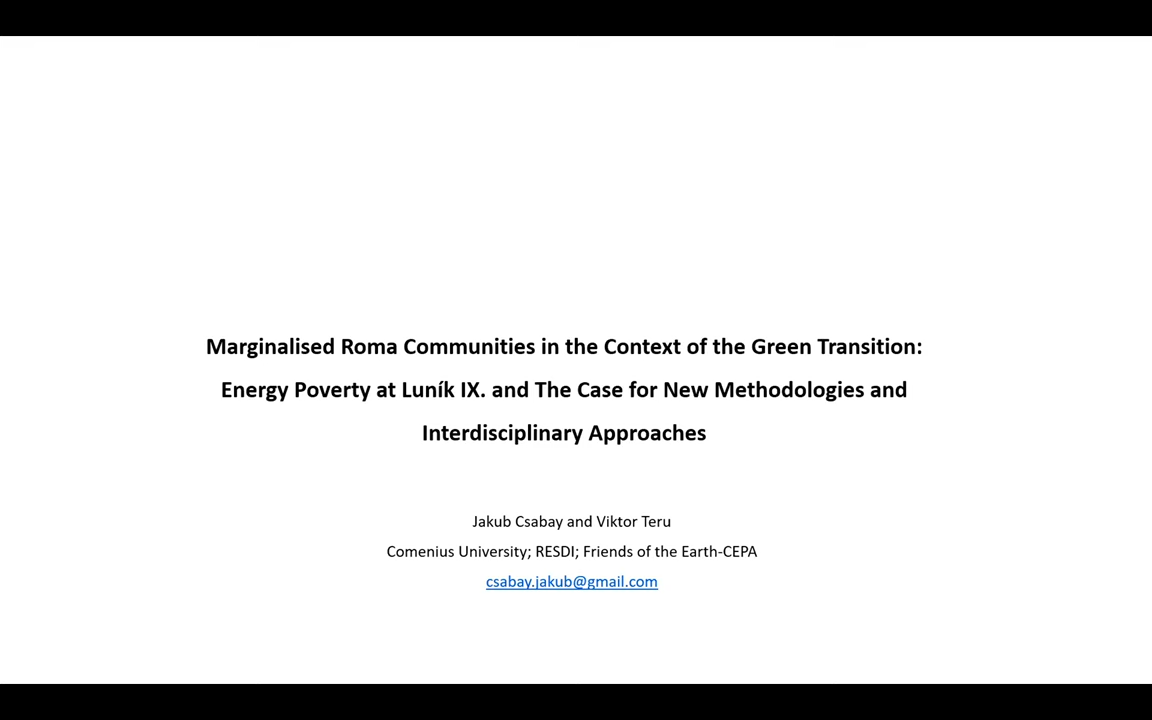 Marginalised Roma Communities in the Context of the Green Transition:
Energy Poverty at Luník IX. and The Case for New Methodologies and
Interdisciplinary Approaches
Jakub Csabay and Viktor Teru
Comenius University; RESDI; Friends of the Earth-CEPA
csabay.jakub@gmail.com